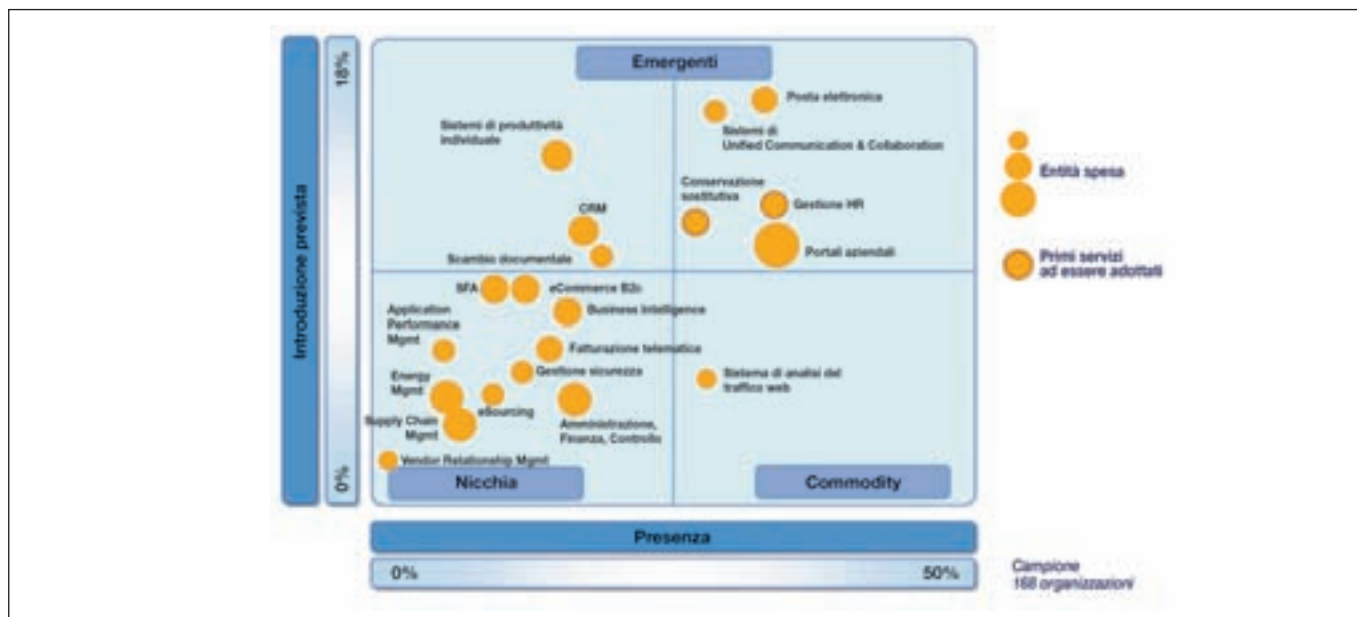 Introduzione prevista
18%
0%
Emergenti
Posta elettronica
Sistemi di
Unified Communication & Collaboration
Sistemi di produttività
individuale
Conservazione
sostitutiva
Gestione HR
CRM
Portali aziendali
Scambio documentale
SFA
eCommerce B2c
Application
Performance
Mgmt
Business Intelligence
Fatturazione telematica
Gestione sicurezza
Sistema di analisi del
traffico web
Energy
Mgmt
eSourcing
Supply Chain
Mgmt
Amministrazione,
Finanza, Controllo
Vendor Relationship Mgmt
Nicchia
Commodity
Presenza
0%
50%
Entità spesa
Primi servizi
ad essere adottati
Campione
168 organizzazioni